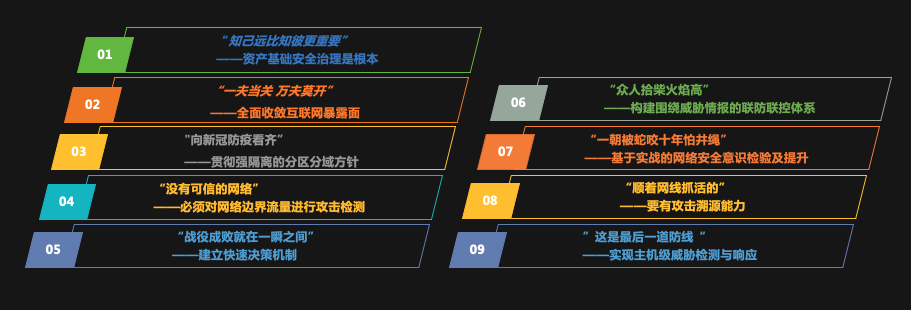 01
“知己远比知彼更重要”
——资产基础安全治理是根本
02
“一夫当关 万夫莫开”
——全面收敛互联网暴露面
03
"向新冠防疫看齐”
——贯彻强隔离的分区分域方针
04
“没有可信的网络”
——必须对网络边界流量进行攻击检测
05
“战役成败就在一瞬之间”
——建立快速决策机制
06
“众人拾柴火焰高”
——构建围绕威胁情报的联防联控体系
07
“一朝被蛇咬十年怕井绳”
——基于实战的网络安全意识检验及提升
08
“顺着网线抓活的”
——要有攻击溯源能力
09
” 这是最后一道防线 “
——实现主机级威胁检测与响应